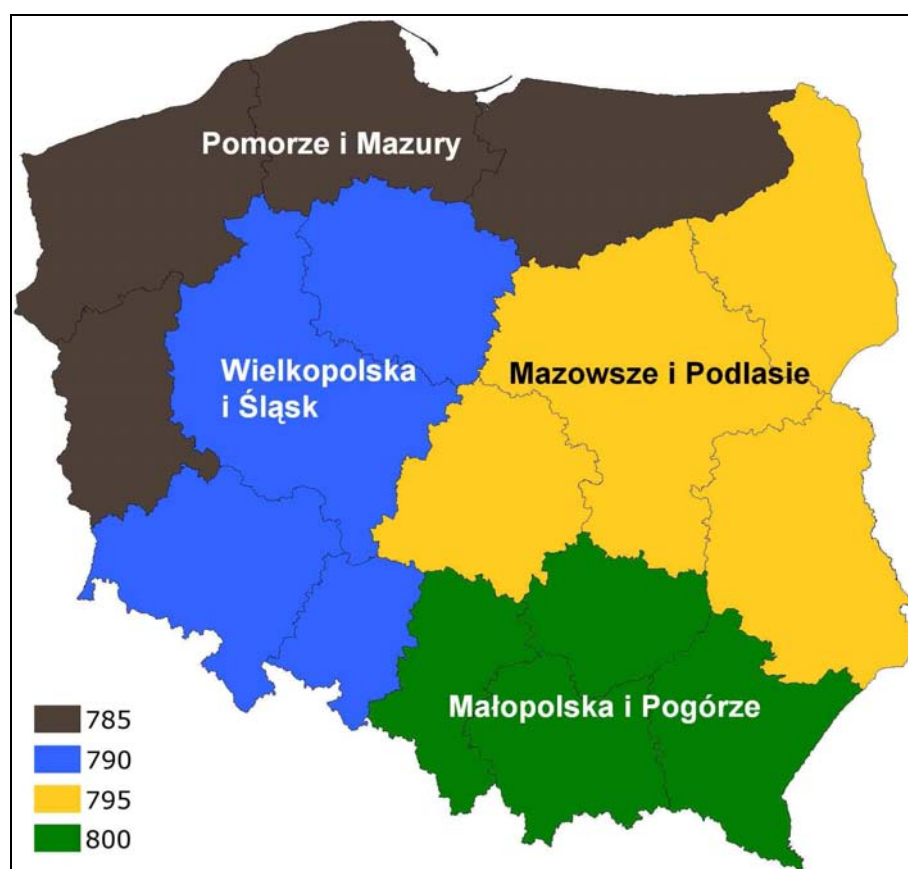 Pomorze i Mazury
Wielkopolska
i Śląsk
Mazowsze i Podlasie
Małopolska i Pogórze
785
790
795
800